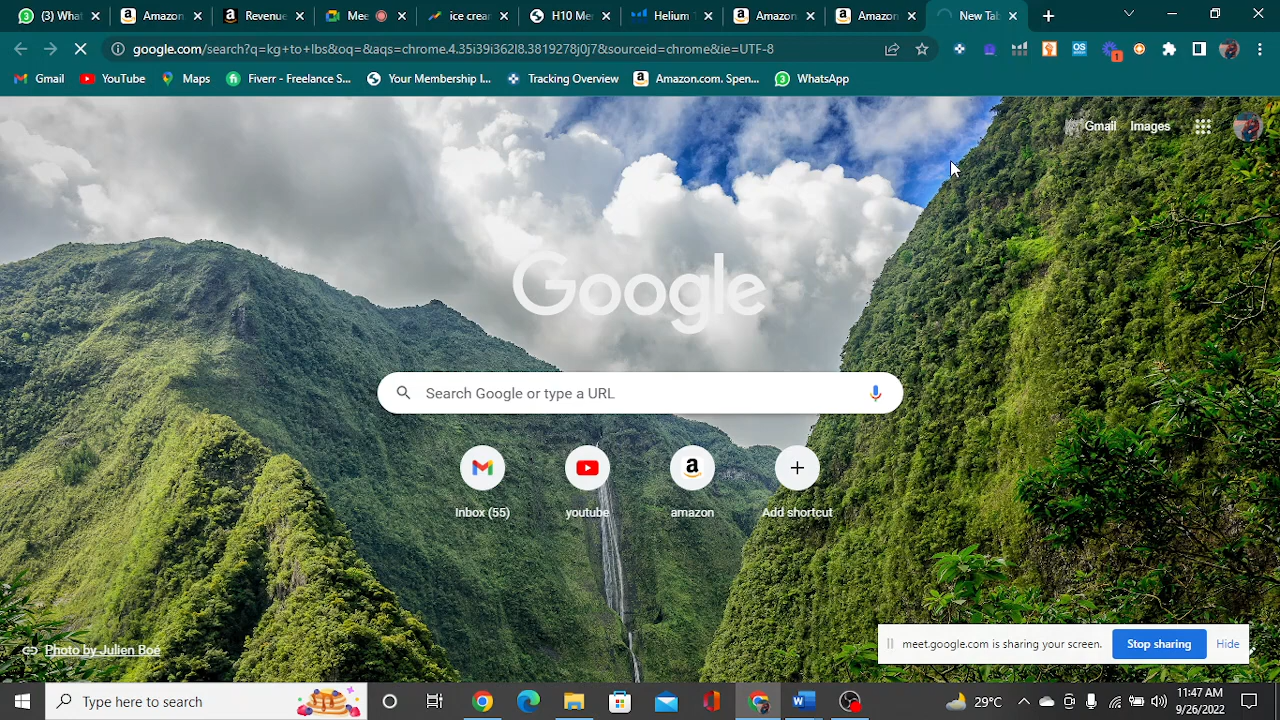 (3) What
Amazon
Revenue
Mee
ice crear
H10 Me
Helium 1
Amazon.
Amazon
New Tab
google.com/search?q=kg+to+lbs&oq=&aqs=chrome.4.35i39i362l8.3819278j0j7&sourceid=chrome&ie=UTF-8
Gmail
YouTube
Maps
Fiverr - Freelance S...
Your Membership I...
Tracking Overview
Amazon.com. Spen...
WhatsApp
Gmail Images
Google
Search Google or type a URL
Inbox (55)
youtube
amazon
Add shortcut
Photo by Julien Boé
meet.google.com is sharing your screen.
Stop sharing
Hide
Type here to search
29°C
11:47 AM
9/26/2022